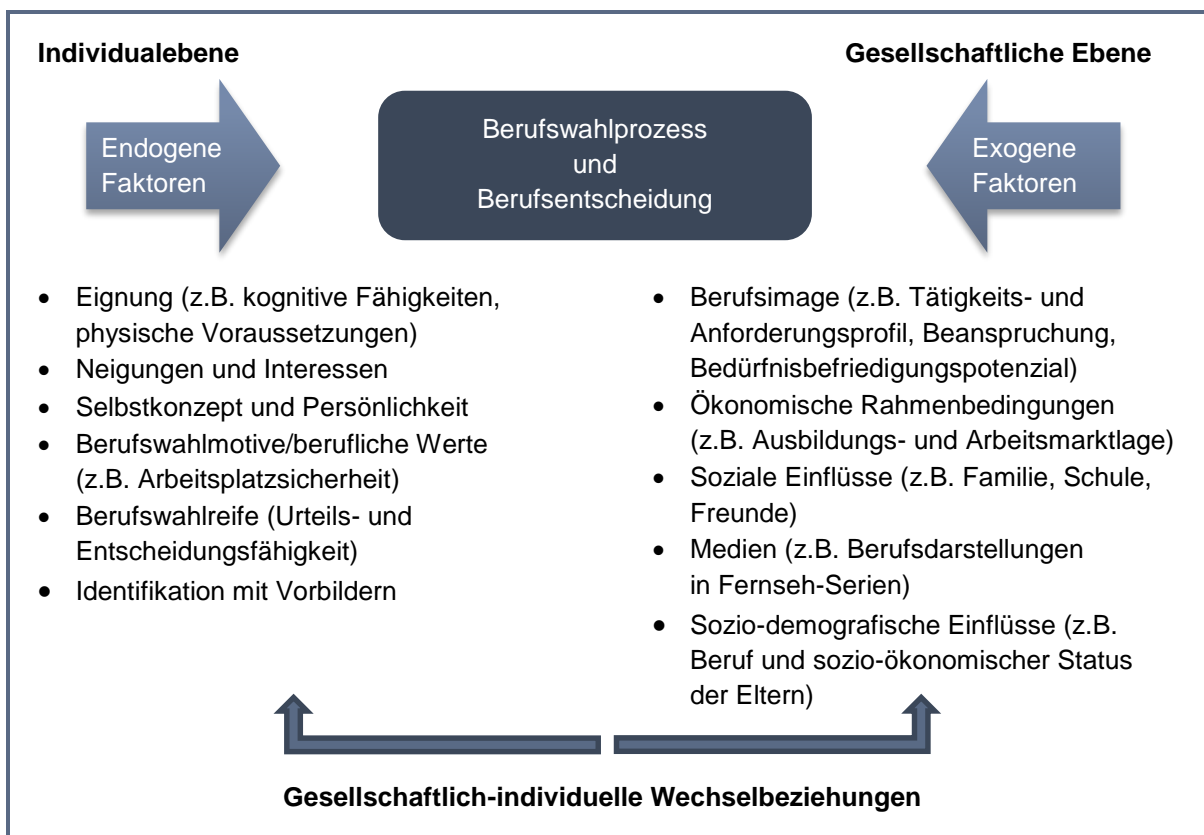 Individualebene
Gesellschaftliche Ebene
Endogene
Faktoren
Berufswahlprozess
und
Berufsentscheidung
Exogene
Faktoren
• Eignung (z.B. kognitive Fähigkeiten,
physische Voraussetzungen)
• Neigungen und Interessen
• Selbstkonzept und Persönlichkeit
• Berufswahlmotive/berufliche Werte
(z.B. Arbeitsplatzsicherheit)
• Berufswahlreife (Urteils- und
Entscheidungsfähigkeit)
• Identifikation mit Vorbildern
• Berufsimage (z.B. Tätigkeits- und
Anforderungsprofil, Beanspruchung,
Bedürfnisbefriedigungspotenzial)
• Ökonomische Rahmenbedingungen
(z.B. Ausbildungs- und Arbeitsmarktlage)
• Soziale Einflüsse (z.B. Familie, Schule,
Freunde)
• Medien (z.B. Berufsdarstellungen
in Fernseh-Serien)
• Sozio-demografische Einflüsse (z.B.
Beruf und sozio-ökonomischer Status
der Eltern)
Gesellschaftlich-individuelle Wechselbeziehungen